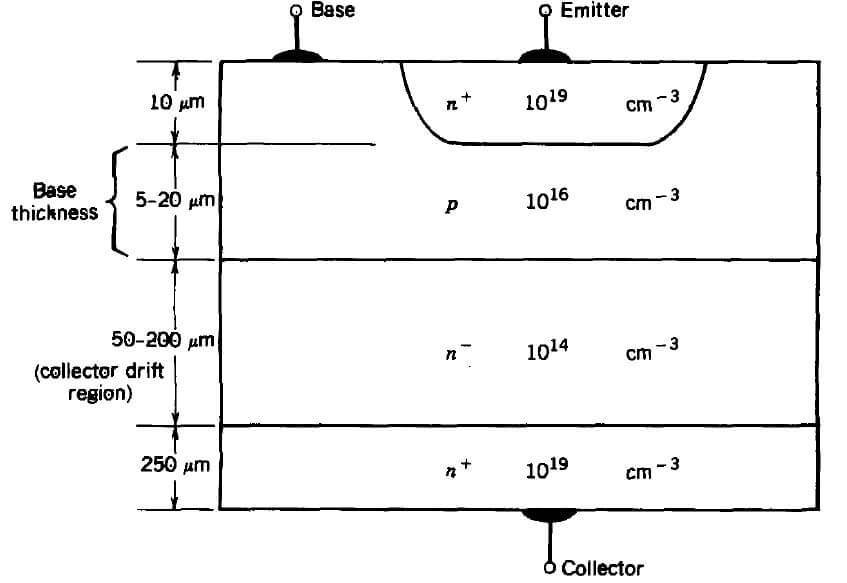 Base Emitter
10 μm n+ 10^19 cm^-3
Base thickness 5-20 μm p 10^16 cm^-3
50-200 μm n^- 10^14 cm^-3
(collector drift
region)
250 μm n+ 10^19 cm^-3
Collector